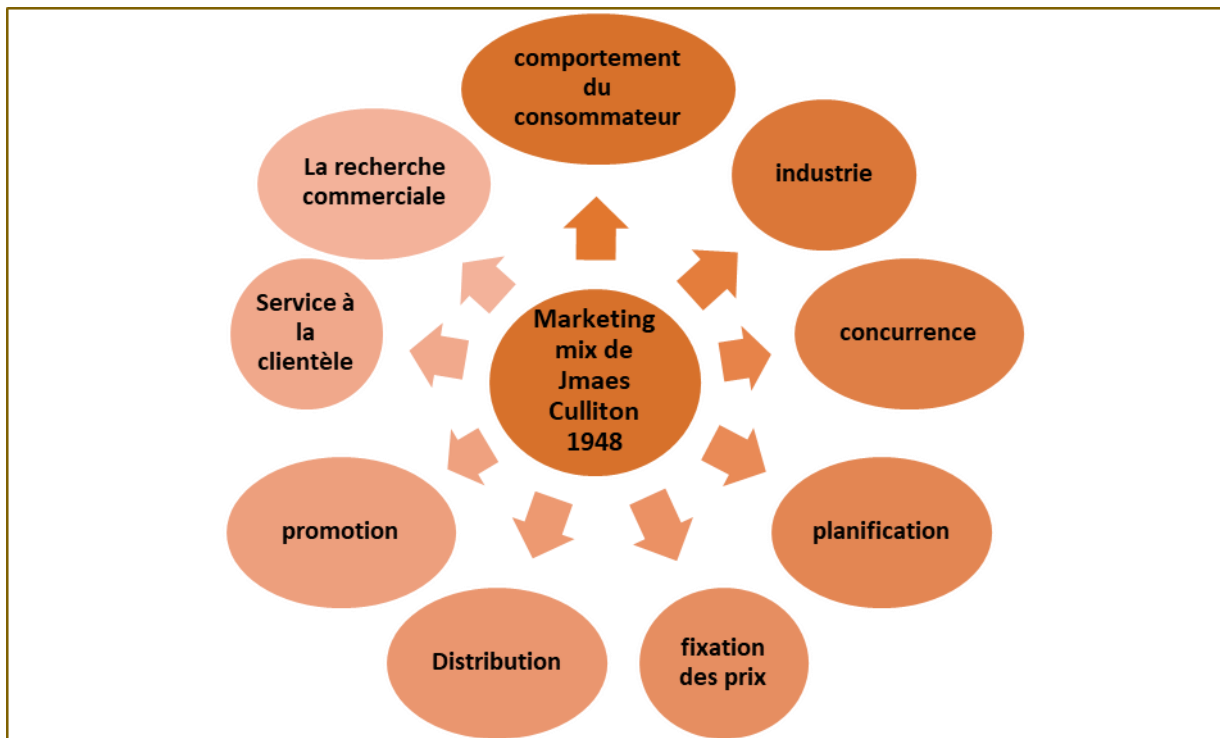 comportement
du
consommateur
industrie
concurrence
planification
fixation
des prix
Distribution
promotion
Service à
la
clientèle
La recherche
commerciale
Marketing
mix de
Jmaes
Culliton
1948